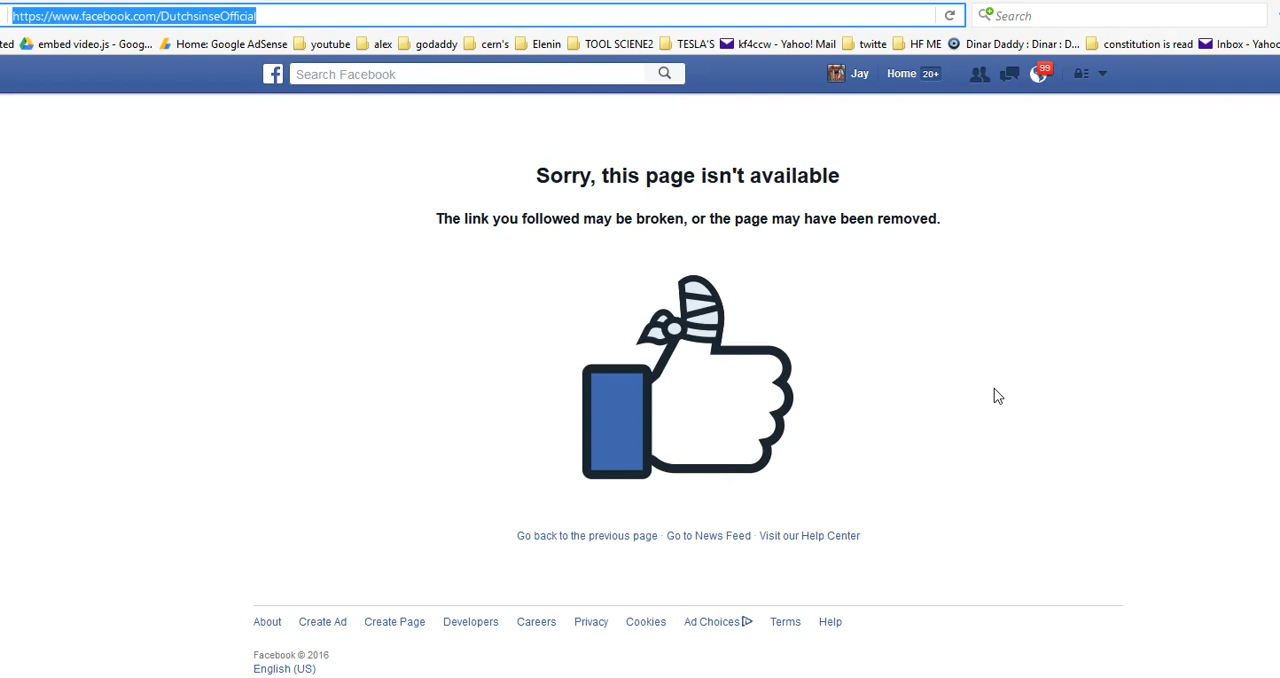 https://www.facebook.com/DutchsinseOfficial
Search
ted embed video.js - Goog... Home: Google AdSense youtube alex godaddy cern's Elenin TOOL SCIENE2 TESLA'S kf4ccw - Yahoo! Mail twitte HF ME Dinar Daddy : Dinar : D... constitution is read Inbox - Yahoo
Search Facebook
Jay Home 20+ 99
Sorry, this page isn't available
The link you followed may be broken, or the page may have been removed.
Go back to the previous page · Go to News Feed · Visit our Help Center
About Create Ad Create Page Developers Careers Privacy Cookies Ad Choices Terms Help
Facebook © 2016
English (US)